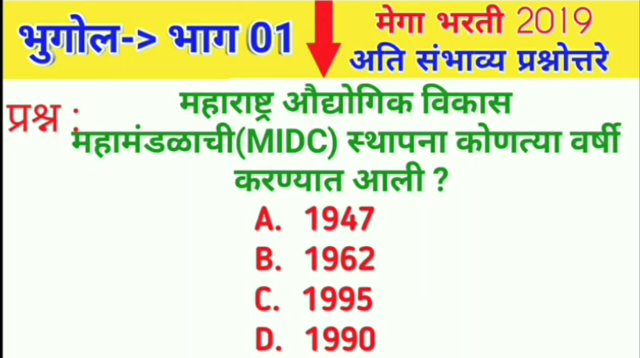 भुगोल-> भाग 01
मेगा भरती 2019
अति संभाव्य प्रश्नोत्तरे
प्रश्न :
महाराष्ट्र औद्योगिक विकास
महामंडळाची(MIDC) स्थापना कोणत्या वर्षी
करण्यात आली ?
A. 1947
B. 1962
C. 1995
D. 1990